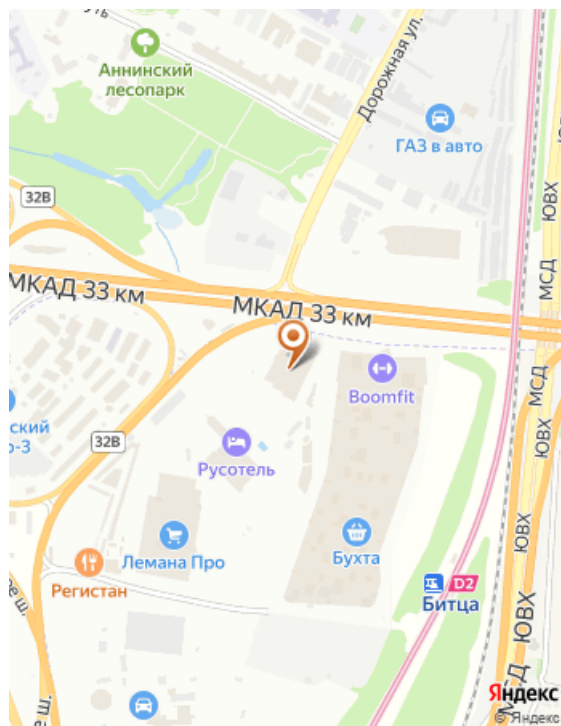 Аннинский
лесопарк
Дорожная ул.
ГАЗ в авто
32В
ЮВХ
МСД
МКАД 33 км
МКАД 33 км
Boomfit
МСД
ский
о-3
32В
ЮВХ
Русотель
Лемана Про
Бухта
ЮВХ
Регистан
D2
Битца
ЮВХ
МСД
ое ш.
Яндекс
© Яндекс